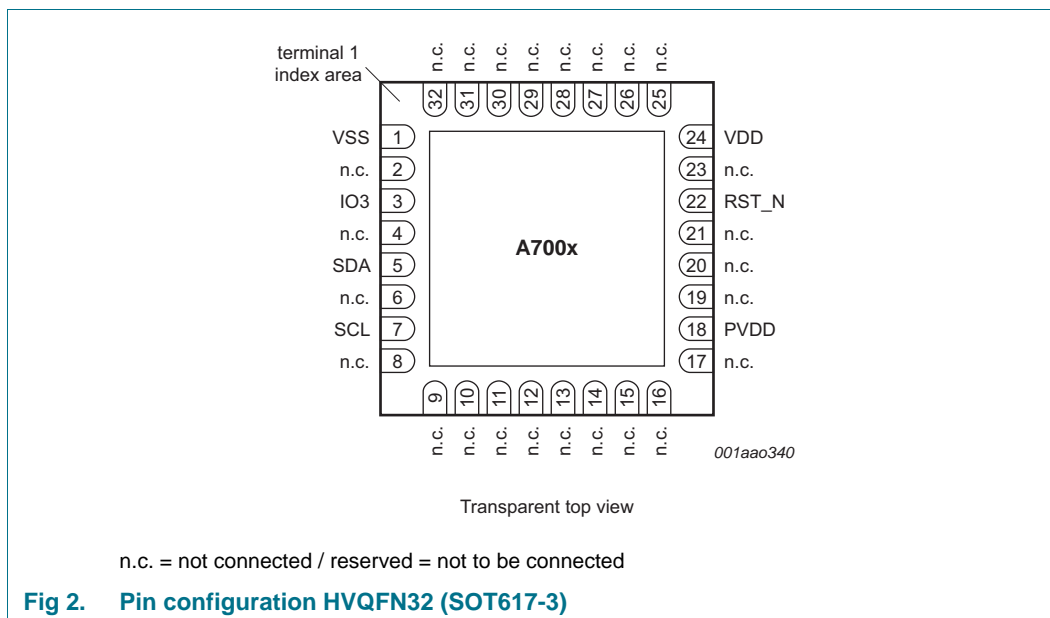 terminal 1
index area
n.c. n.c. n.c. n.c. n.c. n.c. n.c. n.c.
32 31 30 29 28 27 26 25
VSS 1 24 VDD
n.c. 2 23 n.c.
IO3 3 22 RST_N
n.c. 4 21 n.c.
A700x
SDA 5 20 n.c.
n.c. 6 19 n.c.
SCL 7 18 PVDD
n.c. 8 17 n.c.
9 10 11 12 13 14 15 16
n.c. n.c. n.c. n.c. n.c. n.c. n.c. n.c.
001aao340
Transparent top view
n.c. = not connected / reserved = not to be connected
Fig 2. Pin configuration HVQFN32 (SOT617-3)